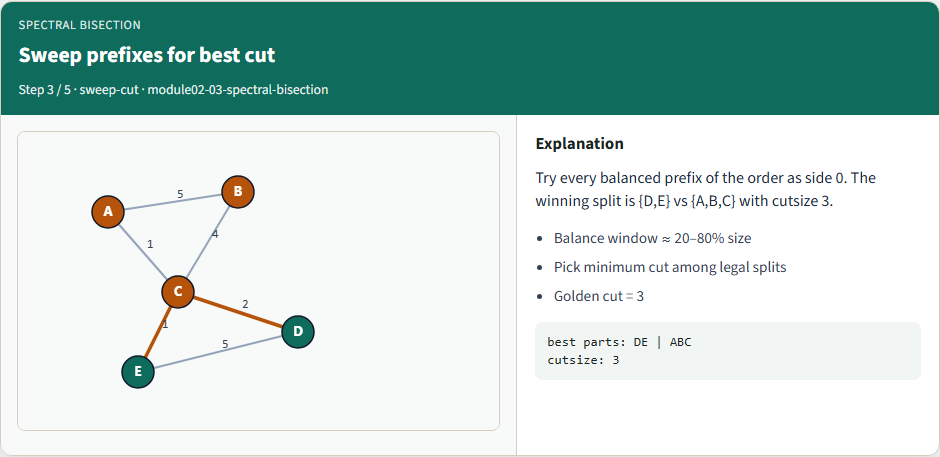 SPECTRAL BISECTION
Sweep prefixes for best cut
Step 3 / 5 · sweep-cut · module02-03-spectral-bisection
A
B
C
D
E
5
1
4
2
1
5
Explanation
Try every balanced prefix of the order as side 0. The
winning split is {D,E} vs {A,B,C} with cutsize 3.
• Balance window ≈ 20–80% size
• Pick minimum cut among legal splits
• Golden cut = 3
best parts: DE | ABC
cutsize: 3